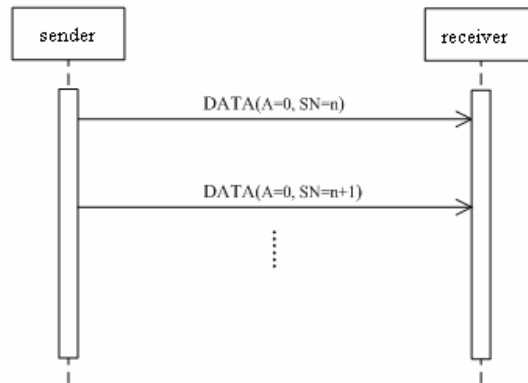 sender
receiver
DATA(A=0, SN=n)
DATA(A=0, SN=n+1)